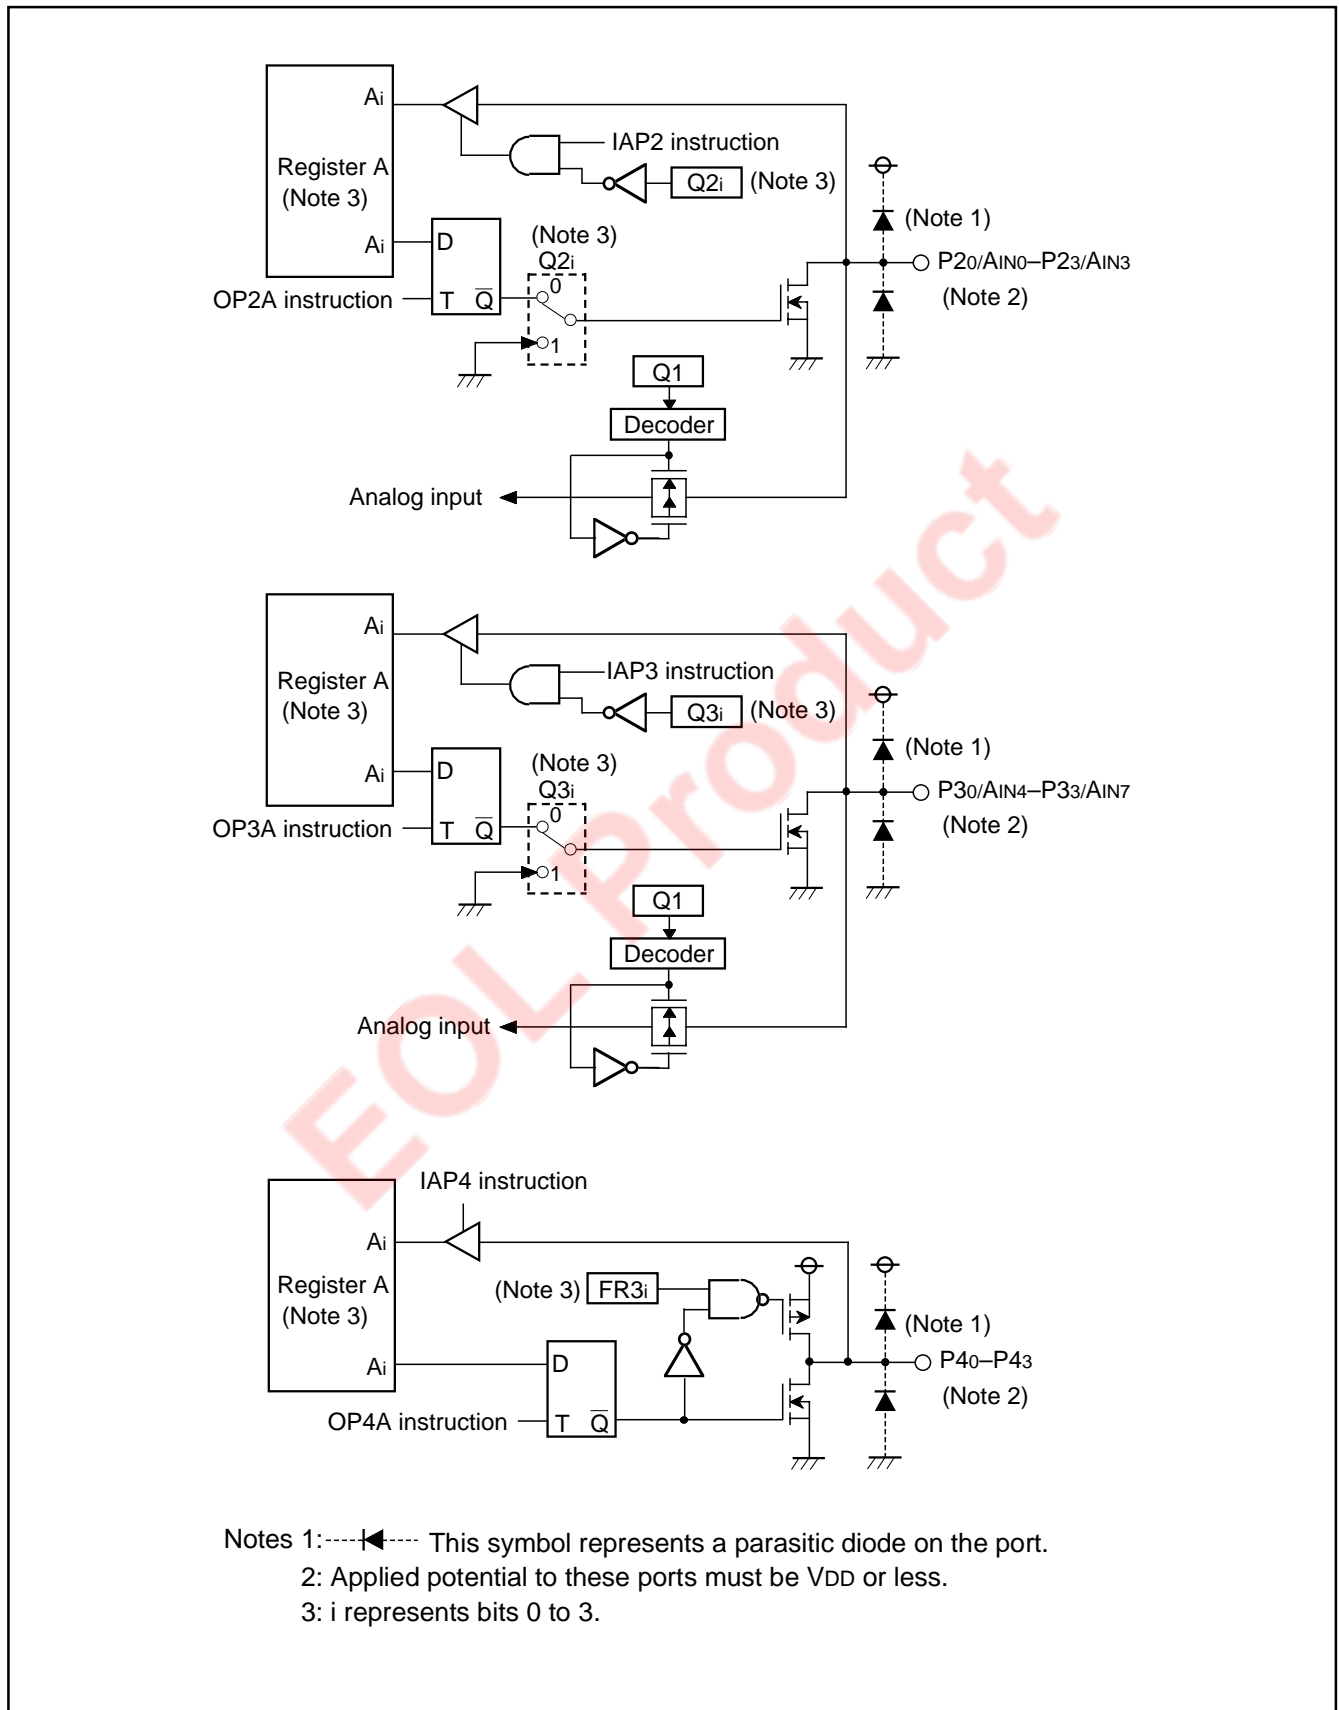 Ai
IAP2 instruction
Register A
(Note 3)
Q2i
(Note 3)
(Note 1)
Ai
D
(Note 3)
Q2i
0
P20/AIN0–P23/AIN3
OP2A instruction
T
Q
(Note 2)
1
Q1
Decoder
Analog input
Ai
IAP3 instruction
Register A
(Note 3)
Q3i
(Note 3)
(Note 1)
Ai
D
(Note 3)
Q3i
0
P30/AIN4–P33/AIN7
OP3A instruction
T
Q
(Note 2)
1
Q1
Decoder
Analog input
IAP4 instruction
Ai
Register A
(Note 3)
(Note 3)
FR3i
(Note 1)
Ai
D
P40–P43
OP4A instruction
T
Q
(Note 2)
Notes 1: This symbol represents a parasitic diode on the port.
2: Applied potential to these ports must be VDD or less.
3: i represents bits 0 to 3.
EOL Product